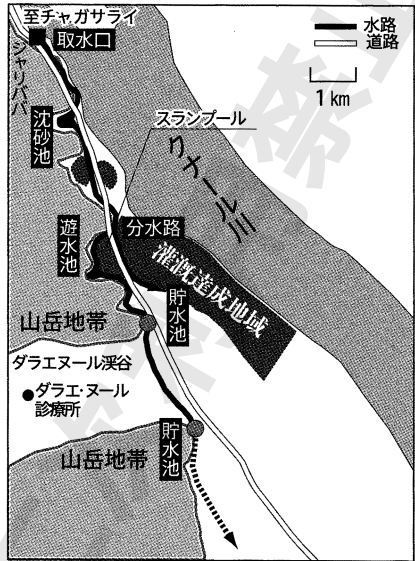 至チャガサライ
取水口
ジャリババ
沈砂池
水路
道路
1 km
スランプール
クナール川
遊水池
分水路
灌漑達成地域
貯水池
山岳地帯
ダラエヌール渓谷
ダラエ・ヌール
診療所
貯水池
山岳地帯